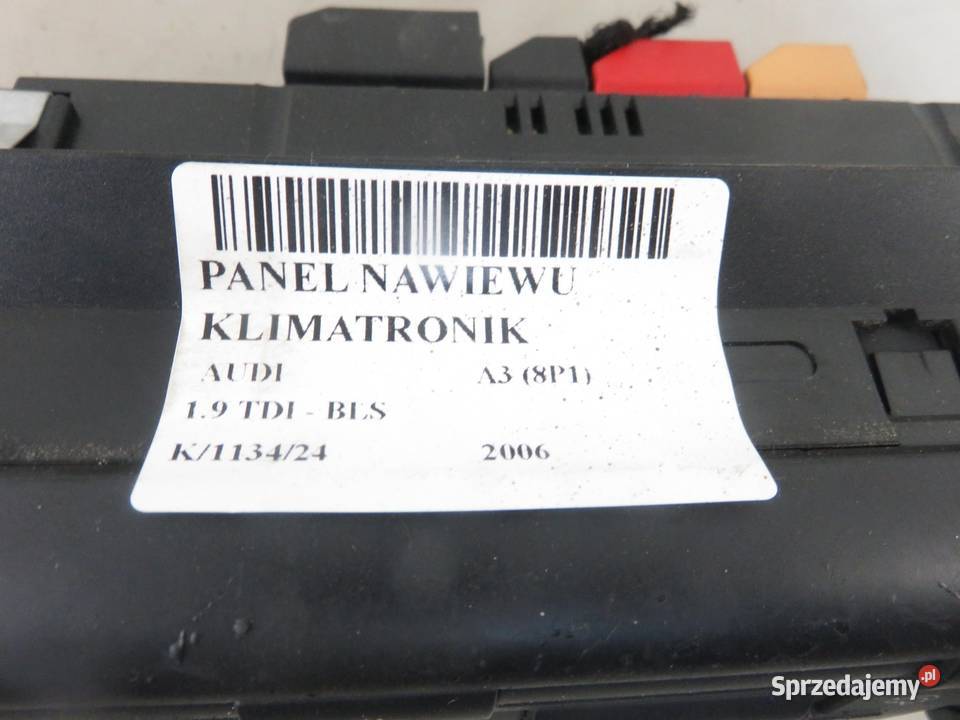 PANEL NAWIEWU
KLIMATRONIK
AUDI A3 (8P1)
1.9 TDI - BLS
K/1134/24 2006
Sprzedajemy.pl